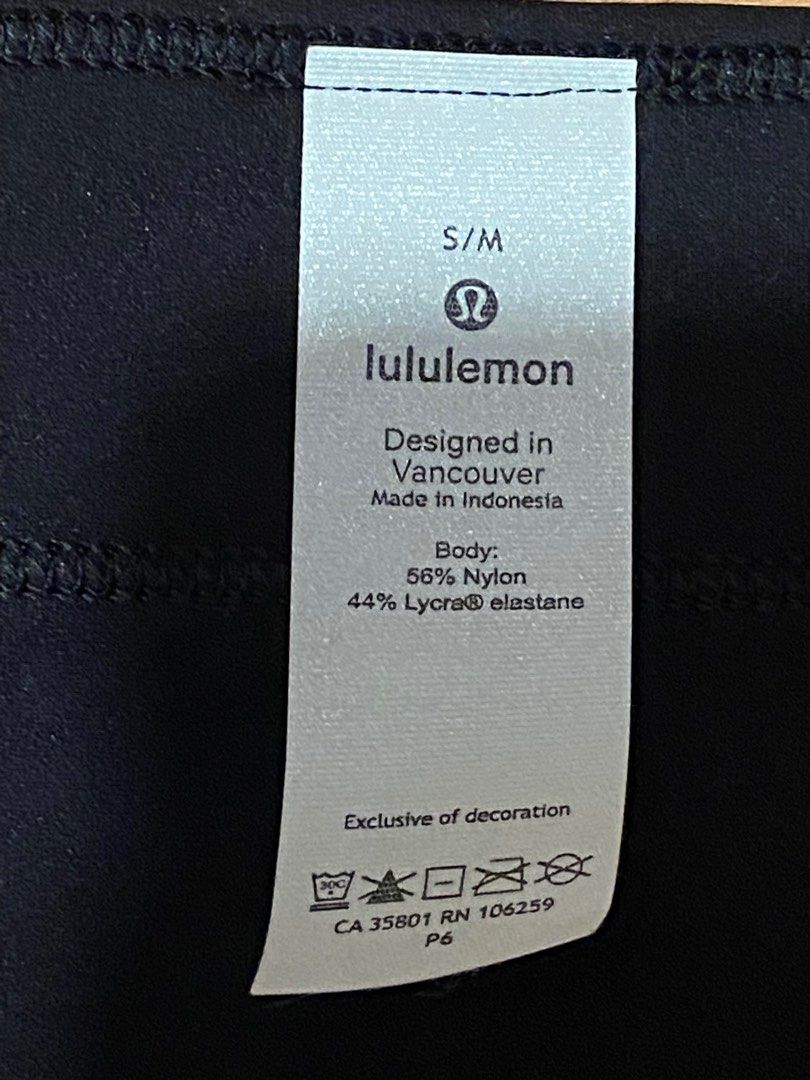 S/M
lululemon
Designed in
Vancouver
Made in Indonesia
Body:
56% Nylon
44% Lycra® elastane
Exclusive of decoration
30C
CA 35801 RN 106259
P6